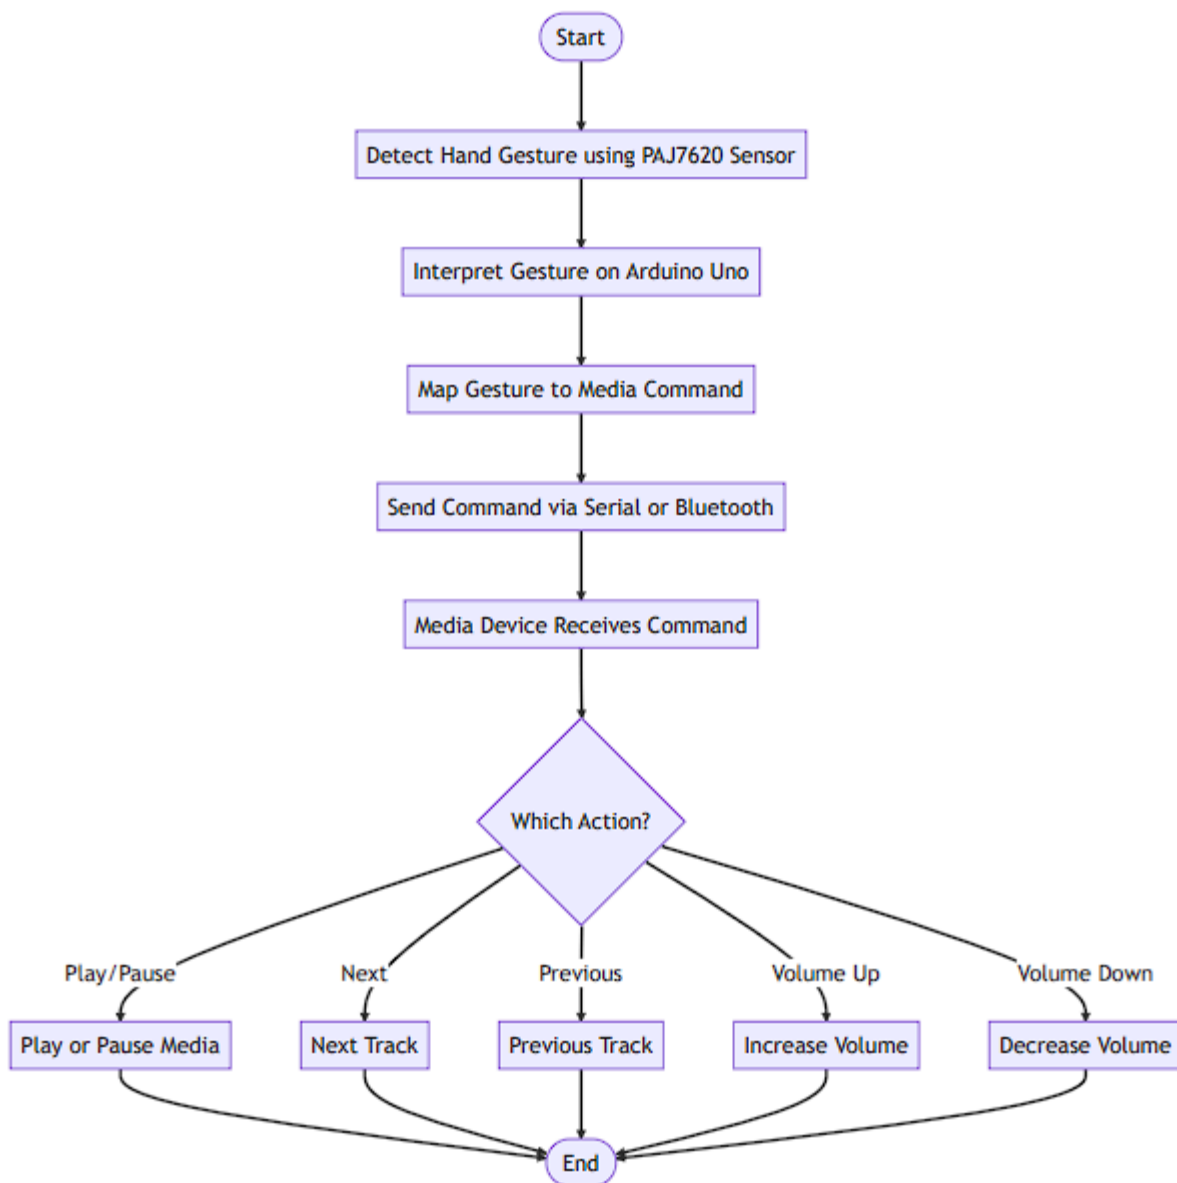 Start
Detect Hand Gesture using PAJ7620 Sensor
Interpret Gesture on Arduino Uno
Map Gesture to Media Command
Send Command via Serial or Bluetooth
Media Device Receives Command
Which Action?
Play/Pause
Next
Previous
Volume Up
Volume Down
Play or Pause Media
Next Track
Previous Track
Increase Volume
Decrease Volume
End